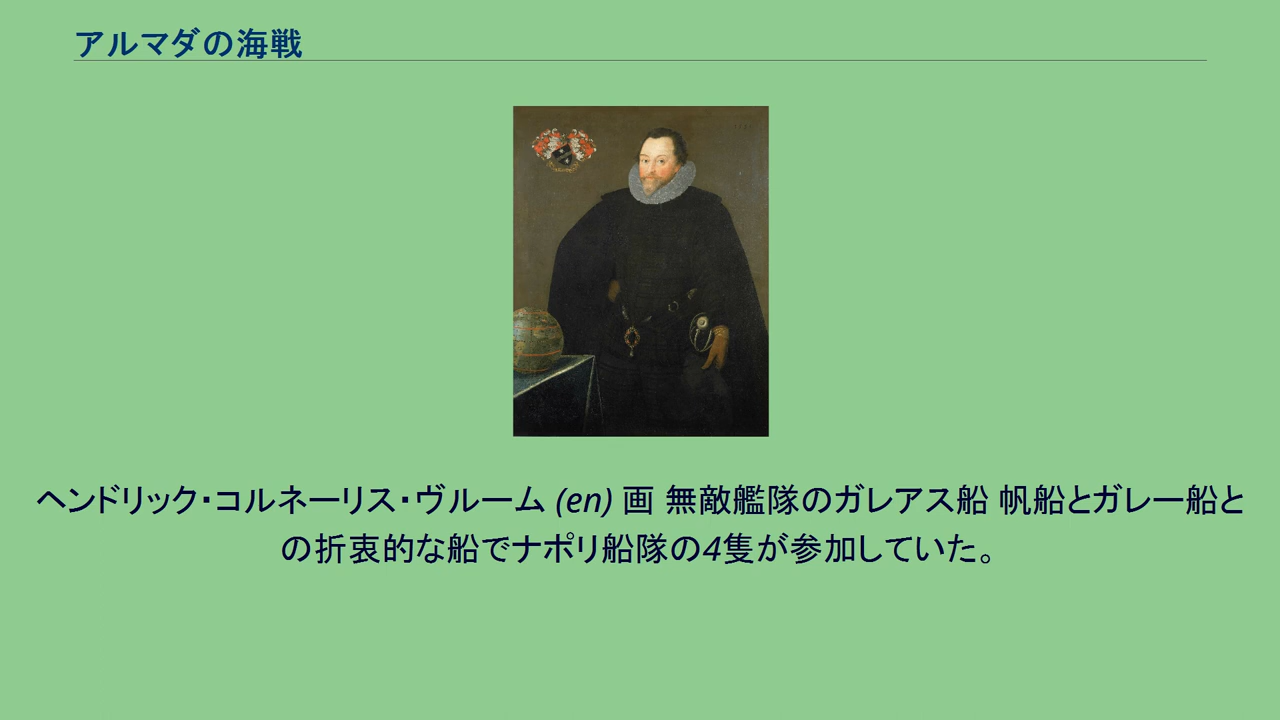 アルマダの海戦
ヘンドリック・コルネーリス・ヴルーム (en) 画 無敵艦隊のガレアス船 帆船とガレー船と
の折衷的な船でナポリ船隊の4隻が参加していた。